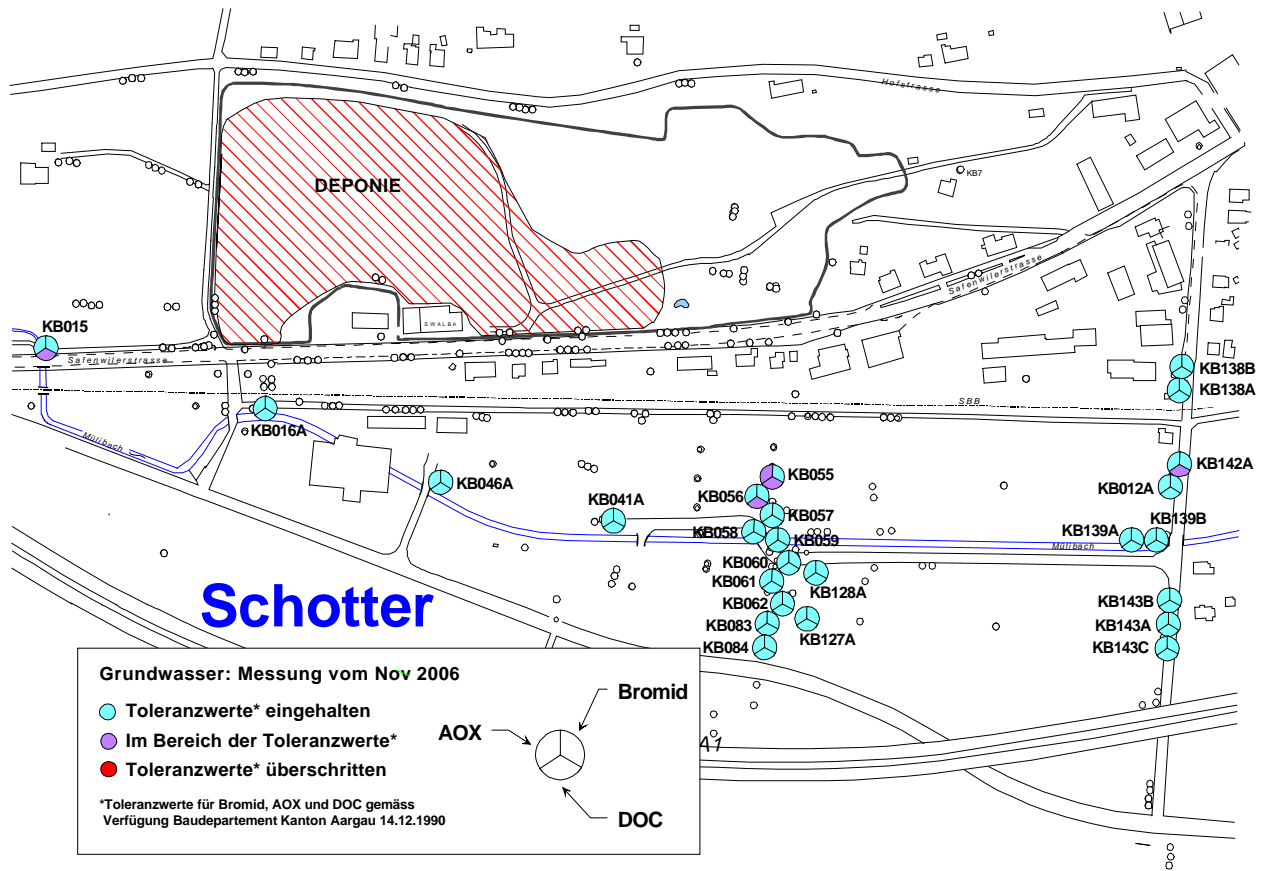 Hofstrasse
KB7
DEPONIE
SWALBA
Safenwilerstrasse
KB015
Safenwilerstrasse
KB138B
KB138A
SBB
KB016A
Mülibach
KB055
KB142A
KB046A
KB056
KB012A
KB041A
KB057
KB058
KB059
KB139A
KB139B
Mülibach
KB060
KB061
KB128A
KB062
KB143B
KB083
KB127A
KB143A
KB084
KB143C
Schotter
A1
Grundwasser: Messung vom Nov 2006
Toleranzwerte* eingehalten
Im Bereich der Toleranzwerte*
Toleranzwerte* überschritten
*Toleranzwerte für Bromid, AOX und DOC gemäss
Verfügung Baudepartement Kanton Aargau 14.12.1990
Bromid
AOX
DOC